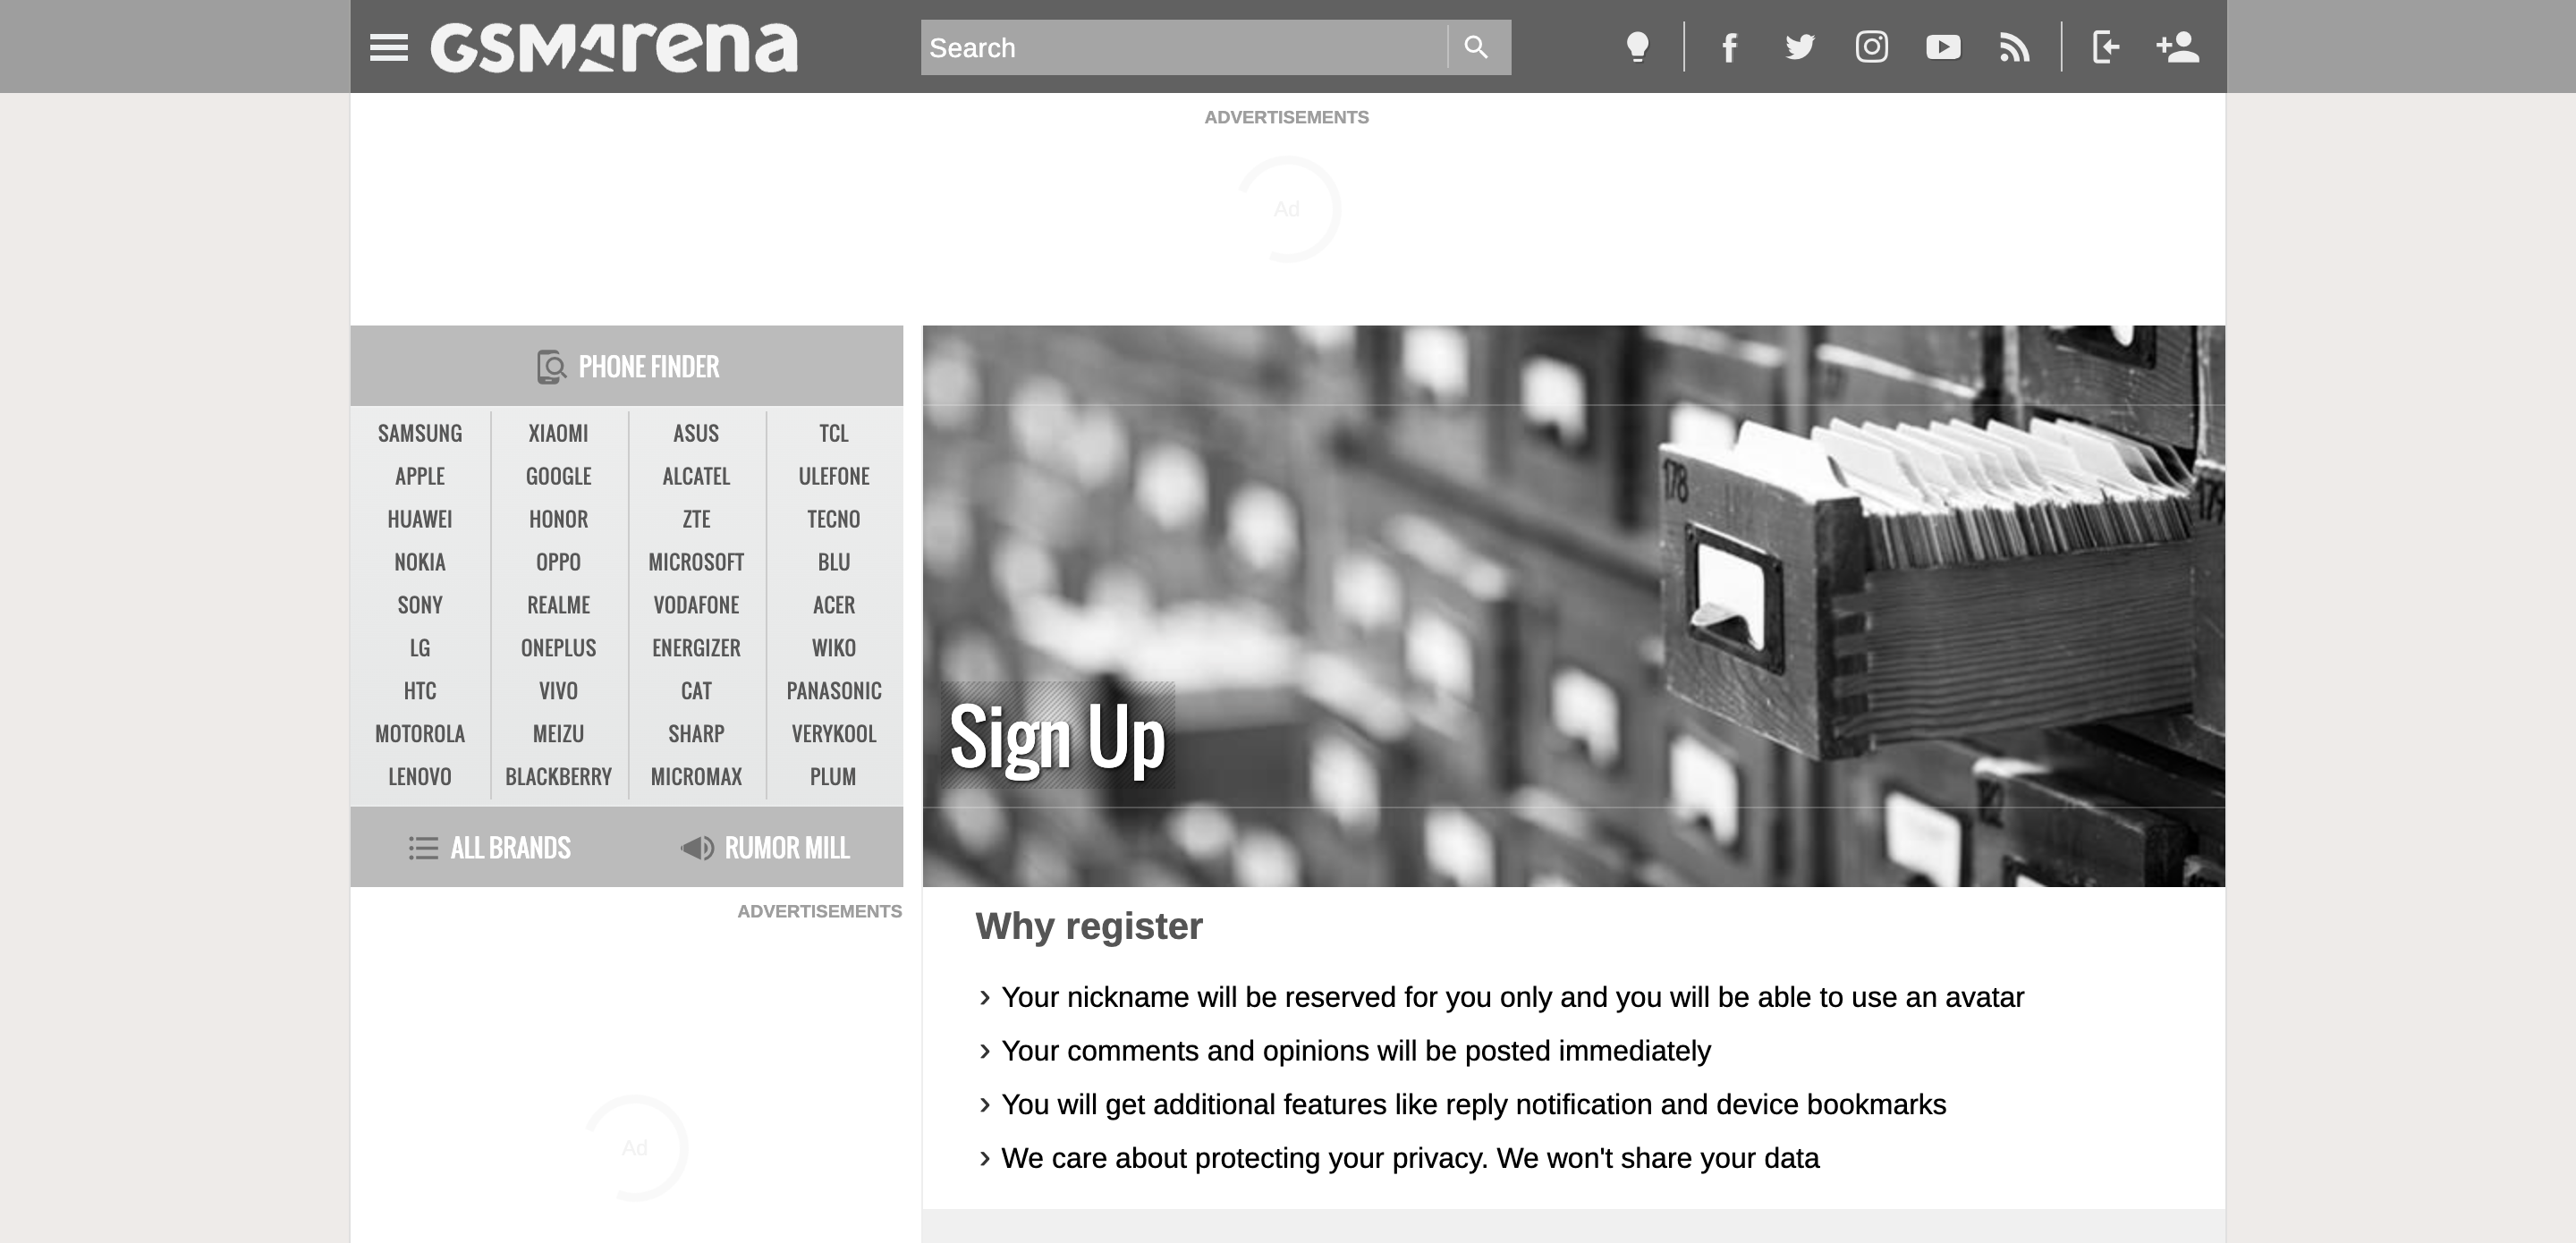 GSMArena
Search
ADVERTISEMENTS
Ad
PHONE FINDER
SAMSUNG XIAOMI ASUS TCL
APPLE GOOGLE ALCATEL ULEFONE
HUAWEI HONOR ZTE TECNO
NOKIA OPPO MICROSOFT BLU
SONY REALME VODAFONE ACER
LG ONEPLUS ENERGIZER WIKO
HTC VIVO CAT PANASONIC
MOTOROLA MEIZU SHARP VERYKOOL
LENOVO BLACKBERRY MICROMAX PLUM
ALL BRANDS RUMOR MILL
ADVERTISEMENTS
Ad
178
Sign Up
Why register
Your nickname will be reserved for you only and you will be able to use an avatar
Your comments and opinions will be posted immediately
You will get additional features like reply notification and device bookmarks
We care about protecting your privacy. We won't share your data